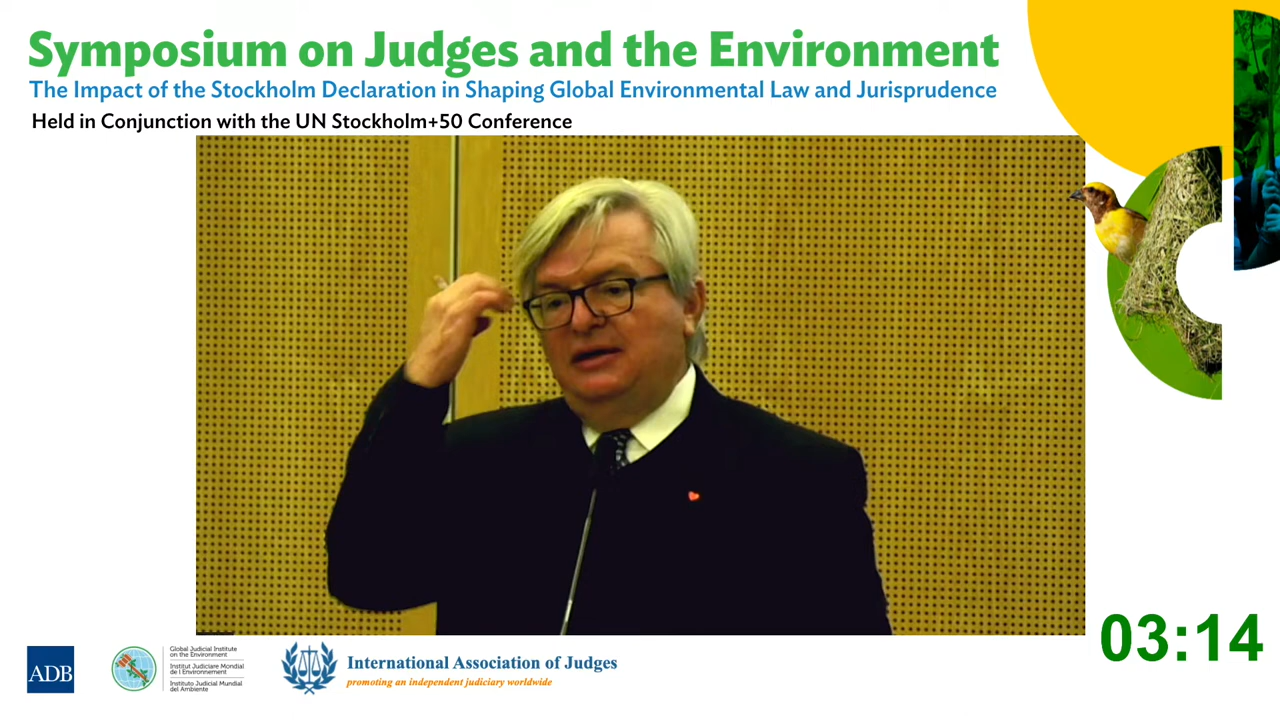 Symposium on Judges and the Environment
The Impact of the Stockholm Declaration in Shaping Global Environmental Law and Jurisprudence
Held in Conjunction with the UN Stockholm+50 Conference
03:14
ADB
Global Judicial Institute
on the Environment
Institut Judiciaire Mondial
de l'Environnement
Instituto Judicial Mundial
del Ambiente
International Association of Judges
promoting an independent judiciary worldwide